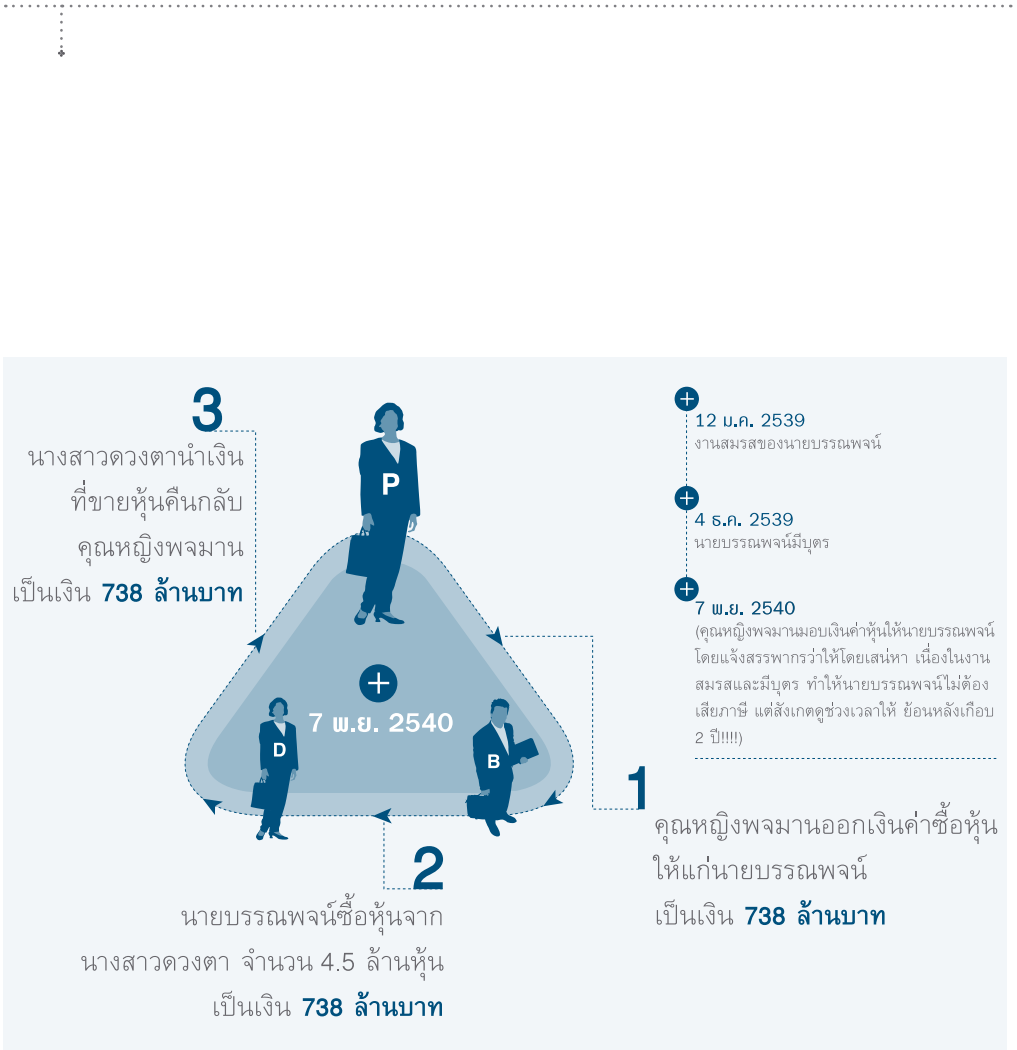 3
นางสาวดวงตานำเงิน
ที่ขายหุ้นคืนกลับ
คุณหญิงพจมาน
เป็นเงิน 738 ล้านบาท
P
7 พ.ย. 2540
D
B
12 ม.ค. 2539
งานสมรสของนายบรรณพจน์
4 ธ.ค. 2539
นายบรรณพจน์มีบุตร
7 พ.ย. 2540
(คุณหญิงพจมานมอบเงินค่าหุ้นให้นายบรรณพจน์
โดยแจ้งสรรพากรว่าให้โดยเสน่หา เนื่องในงาน
สมรสและมีบุตร ทำให้นายบรรณพจน์ไม่ต้อง
เสียภาษี แต่สังเกตดูช่วงเวลาให้ ย้อนหลังเกือบ
2 ปี!!!!)
1
คุณหญิงพจมานออกเงินค่าซื้อหุ้น
ให้แก่นายบรรณพจน์
เป็นเงิน 738 ล้านบาท
2
นายบรรณพจน์ซื้อหุ้นจาก
นางสาวดวงตา จำนวน 4.5 ล้านหุ้น
เป็นเงิน 738 ล้านบาท